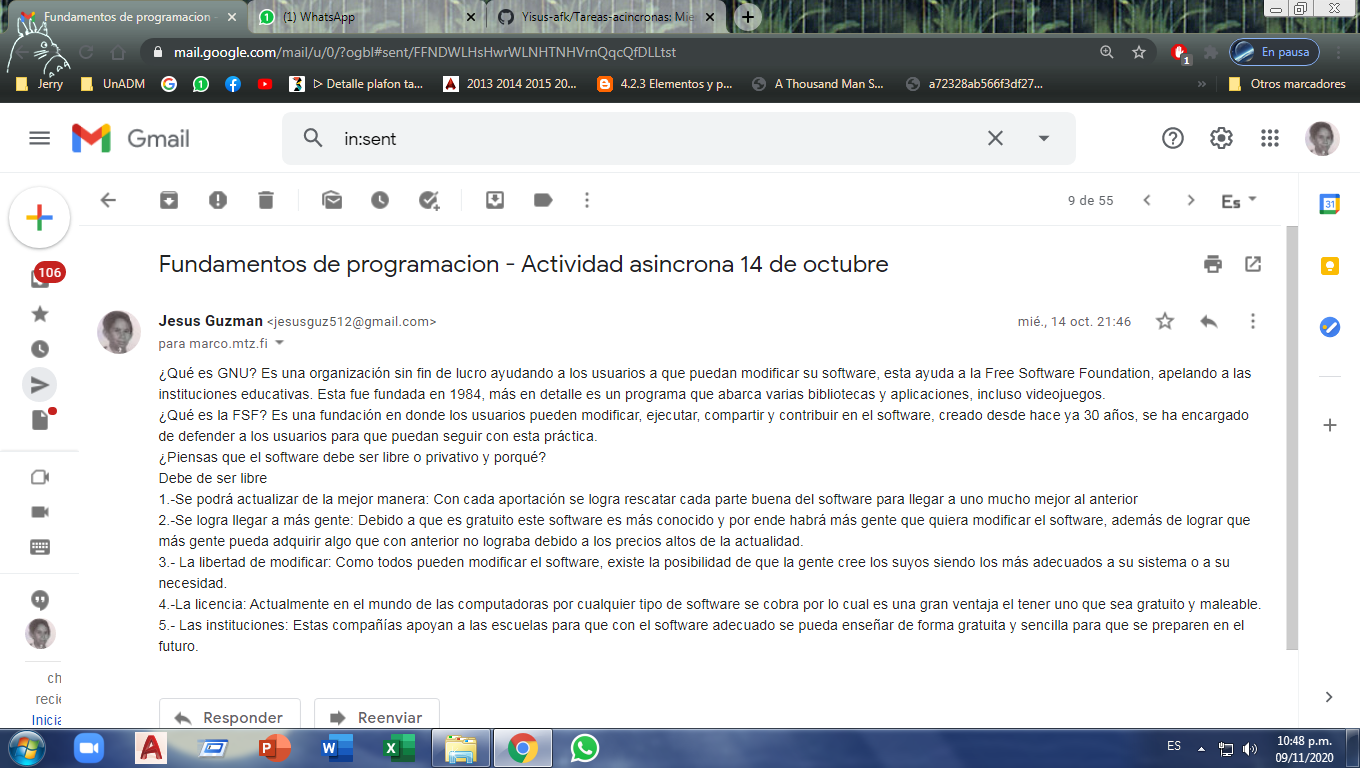 Fundamentos de programacion -
(1) WhatsApp
Yisus-afk/Tareas-acincronas: Mie
mail.google.com/mail/u/0/?ogbl#sent/FFNDWLHsHwrWLNHTNHVrnQqcQfDLLtst
1
En pausa
Jerry
UnADM
Detalle plafon ta...
2013 2014 2015 20...
4.2.3 Elementos y p...
A Thousand Man S...
a72328ab566f3df27...
»
Otros marcadores
Gmail
in:sent
9 de 55
Es
31
106
Fundamentos de programacion - Actividad asincrona 14 de octubre
Jesus Guzman <jesusguz512@gmail.com>
mié., 14 oct. 21:46
para marco.mtz.fi
¿Qué es GNU? Es una organización sin fin de lucro ayudando a los usuarios a que puedan modificar su software, esta ayuda a la Free Software Foundation, apelando a las
instituciones educativas. Esta fue fundada en 1984, más en detalle es un programa que abarca varias bibliotecas y aplicaciones, incluso videojuegos.
¿Qué es la FSF? Es una fundación en donde los usuarios pueden modificar, ejecutar, compartir y contribuir en el software, creado desde hace ya 30 años, se ha encargado
de defender a los usuarios para que puedan seguir con esta práctica.
¿Piensas que el software debe ser libre o privativo y porqué?
Debe de ser libre
1.-Se podrá actualizar de la mejor manera: Con cada aportación se logra rescatar cada parte buena del software para llegar a uno mucho mejor al anterior
2.-Se logra llegar a más gente: Debido a que es gratuito este software es más conocido y por ende habrá más gente que quiera modificar el software, además de lograr que
más gente pueda adquirir algo que con anterior no lograba debido a los precios altos de la actualidad.
3.- La libertad de modificar: Como todos pueden modificar el software, existe la posibilidad de que la gente cree los suyos siendo los más adecuados a su sistema o a su
necesidad.
4.-La licencia: Actualmente en el mundo de las computadoras por cualquier tipo de software se cobra por lo cual es una gran ventaja el tener uno que sea gratuito y maleable.
5.- Las instituciones: Estas compañías apoyan a las escuelas para que con el software adecuado se pueda enseñar de forma gratuita y sencilla para que se preparen en el
futuro.
ch
recie
Inicia
Responder
Reenviar
ES
10:48 p.m.
09/11/2020